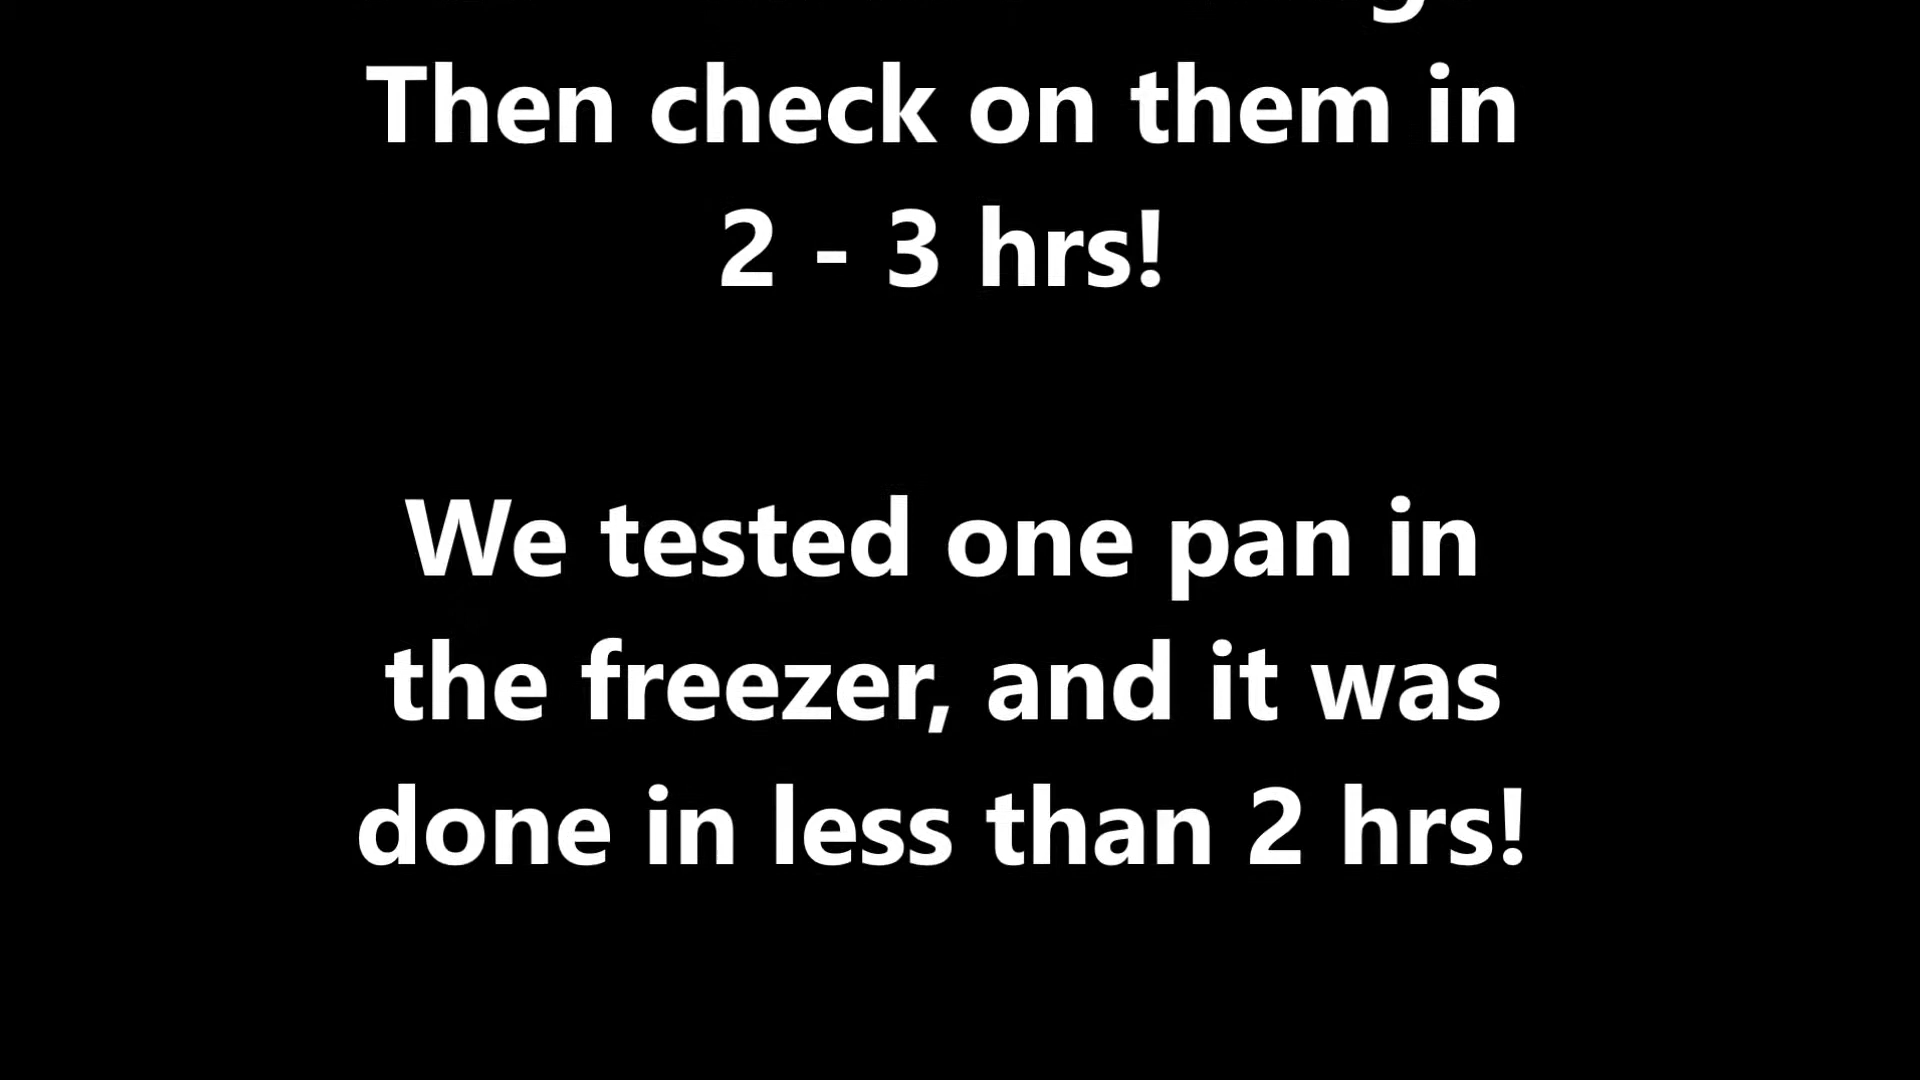 Then check on them in
2 - 3 hrs!
We tested one pan in
the freezer, and it was
done in less than 2 hrs!